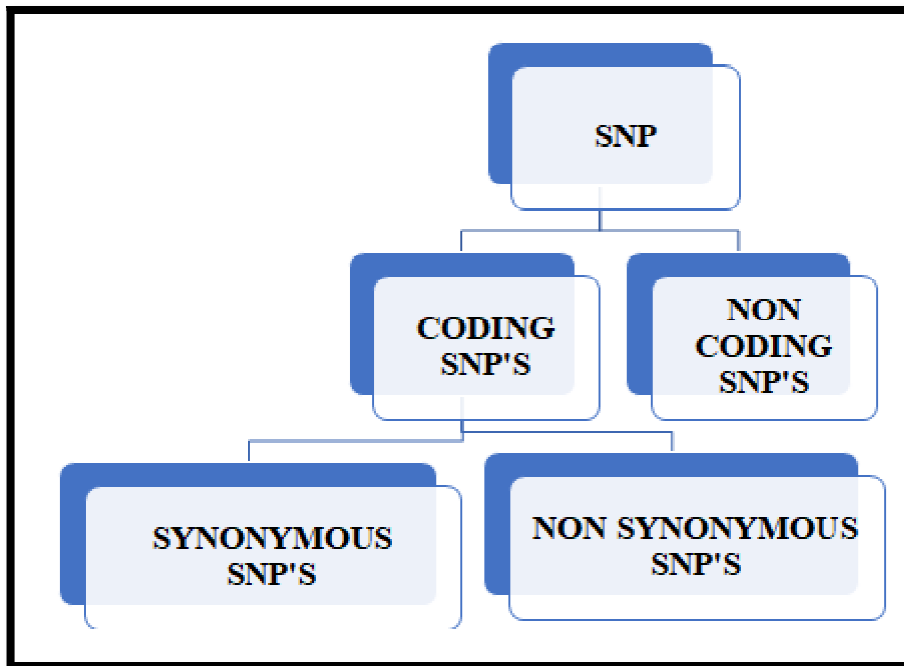 SNP
CODING
SNP'S
NON
CODING
SNP'S
SYNONYMOUS
SNP'S
NON SYNONYMOUS
SNP'S